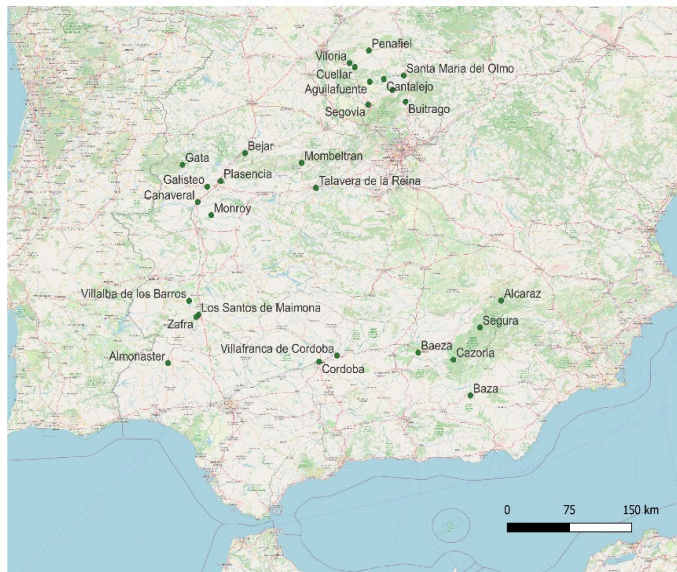 Penafiel
Viloria
Cuellar
Santa Maria del Olmo
Aguilafuente
Cantalejo
Segovia
Buitrago
Bejar
Gata
Mombeltran
Galisteo
Plasencia
Talavera de la Reina
Canaveral
Monroy
Villalba de los Barros
Alcaraz
Los Santos de Maimona
Zafra
Segura
Villafranca de Cordoba
Baeza
Almonaster
Cordoba
Cazorla
Baza
0 75 150 km